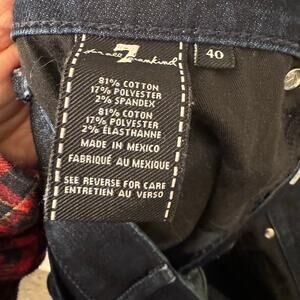 7
for all mankind
40
81% COTTON
17% POLYESTER
2% SPANDEX
81% COTON
17% POLYESTER
2% ÉLASTHANNE
MADE IN MEXICO
FABRIQUÉ AU MEXIQUE
SEE REVERSE FOR CARE
ENTRETIEN AU VERSO